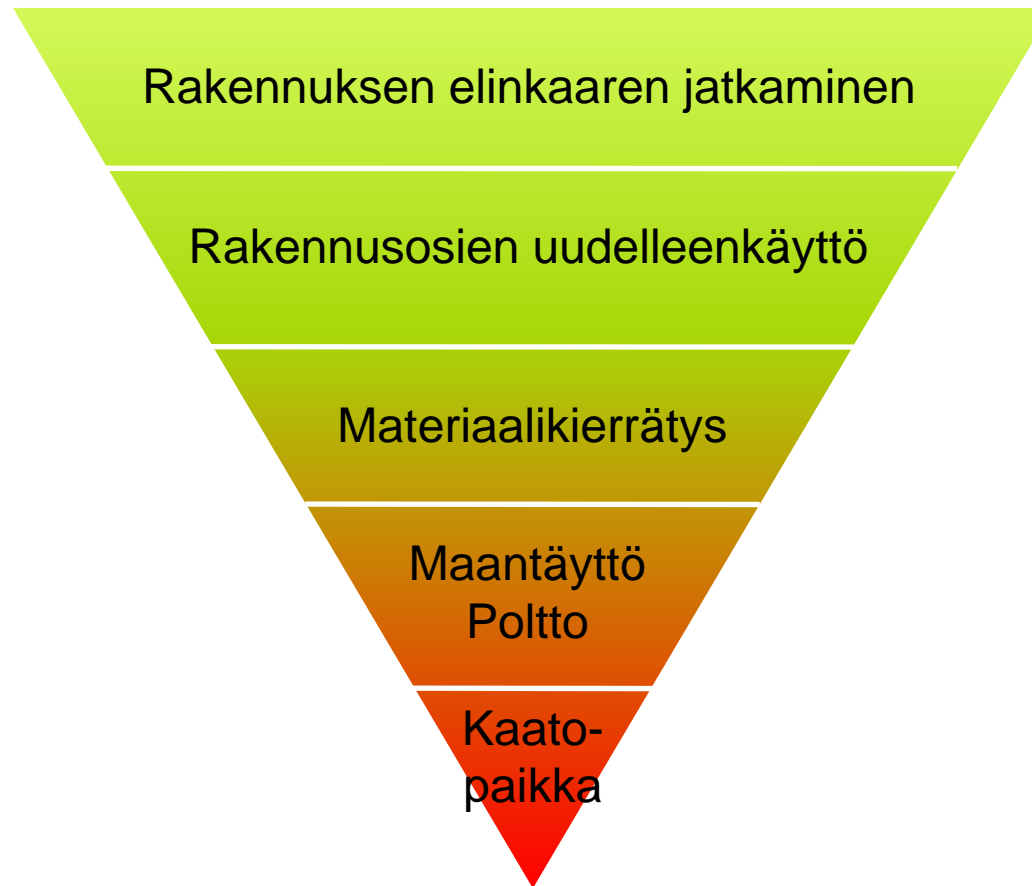 Rakennuksen elinkaaren jatkaminen
Rakennusosien uudelleenkäyttö
Materiaalikierrätys
Maantäyttö
Poltto
Kaato-
paikka